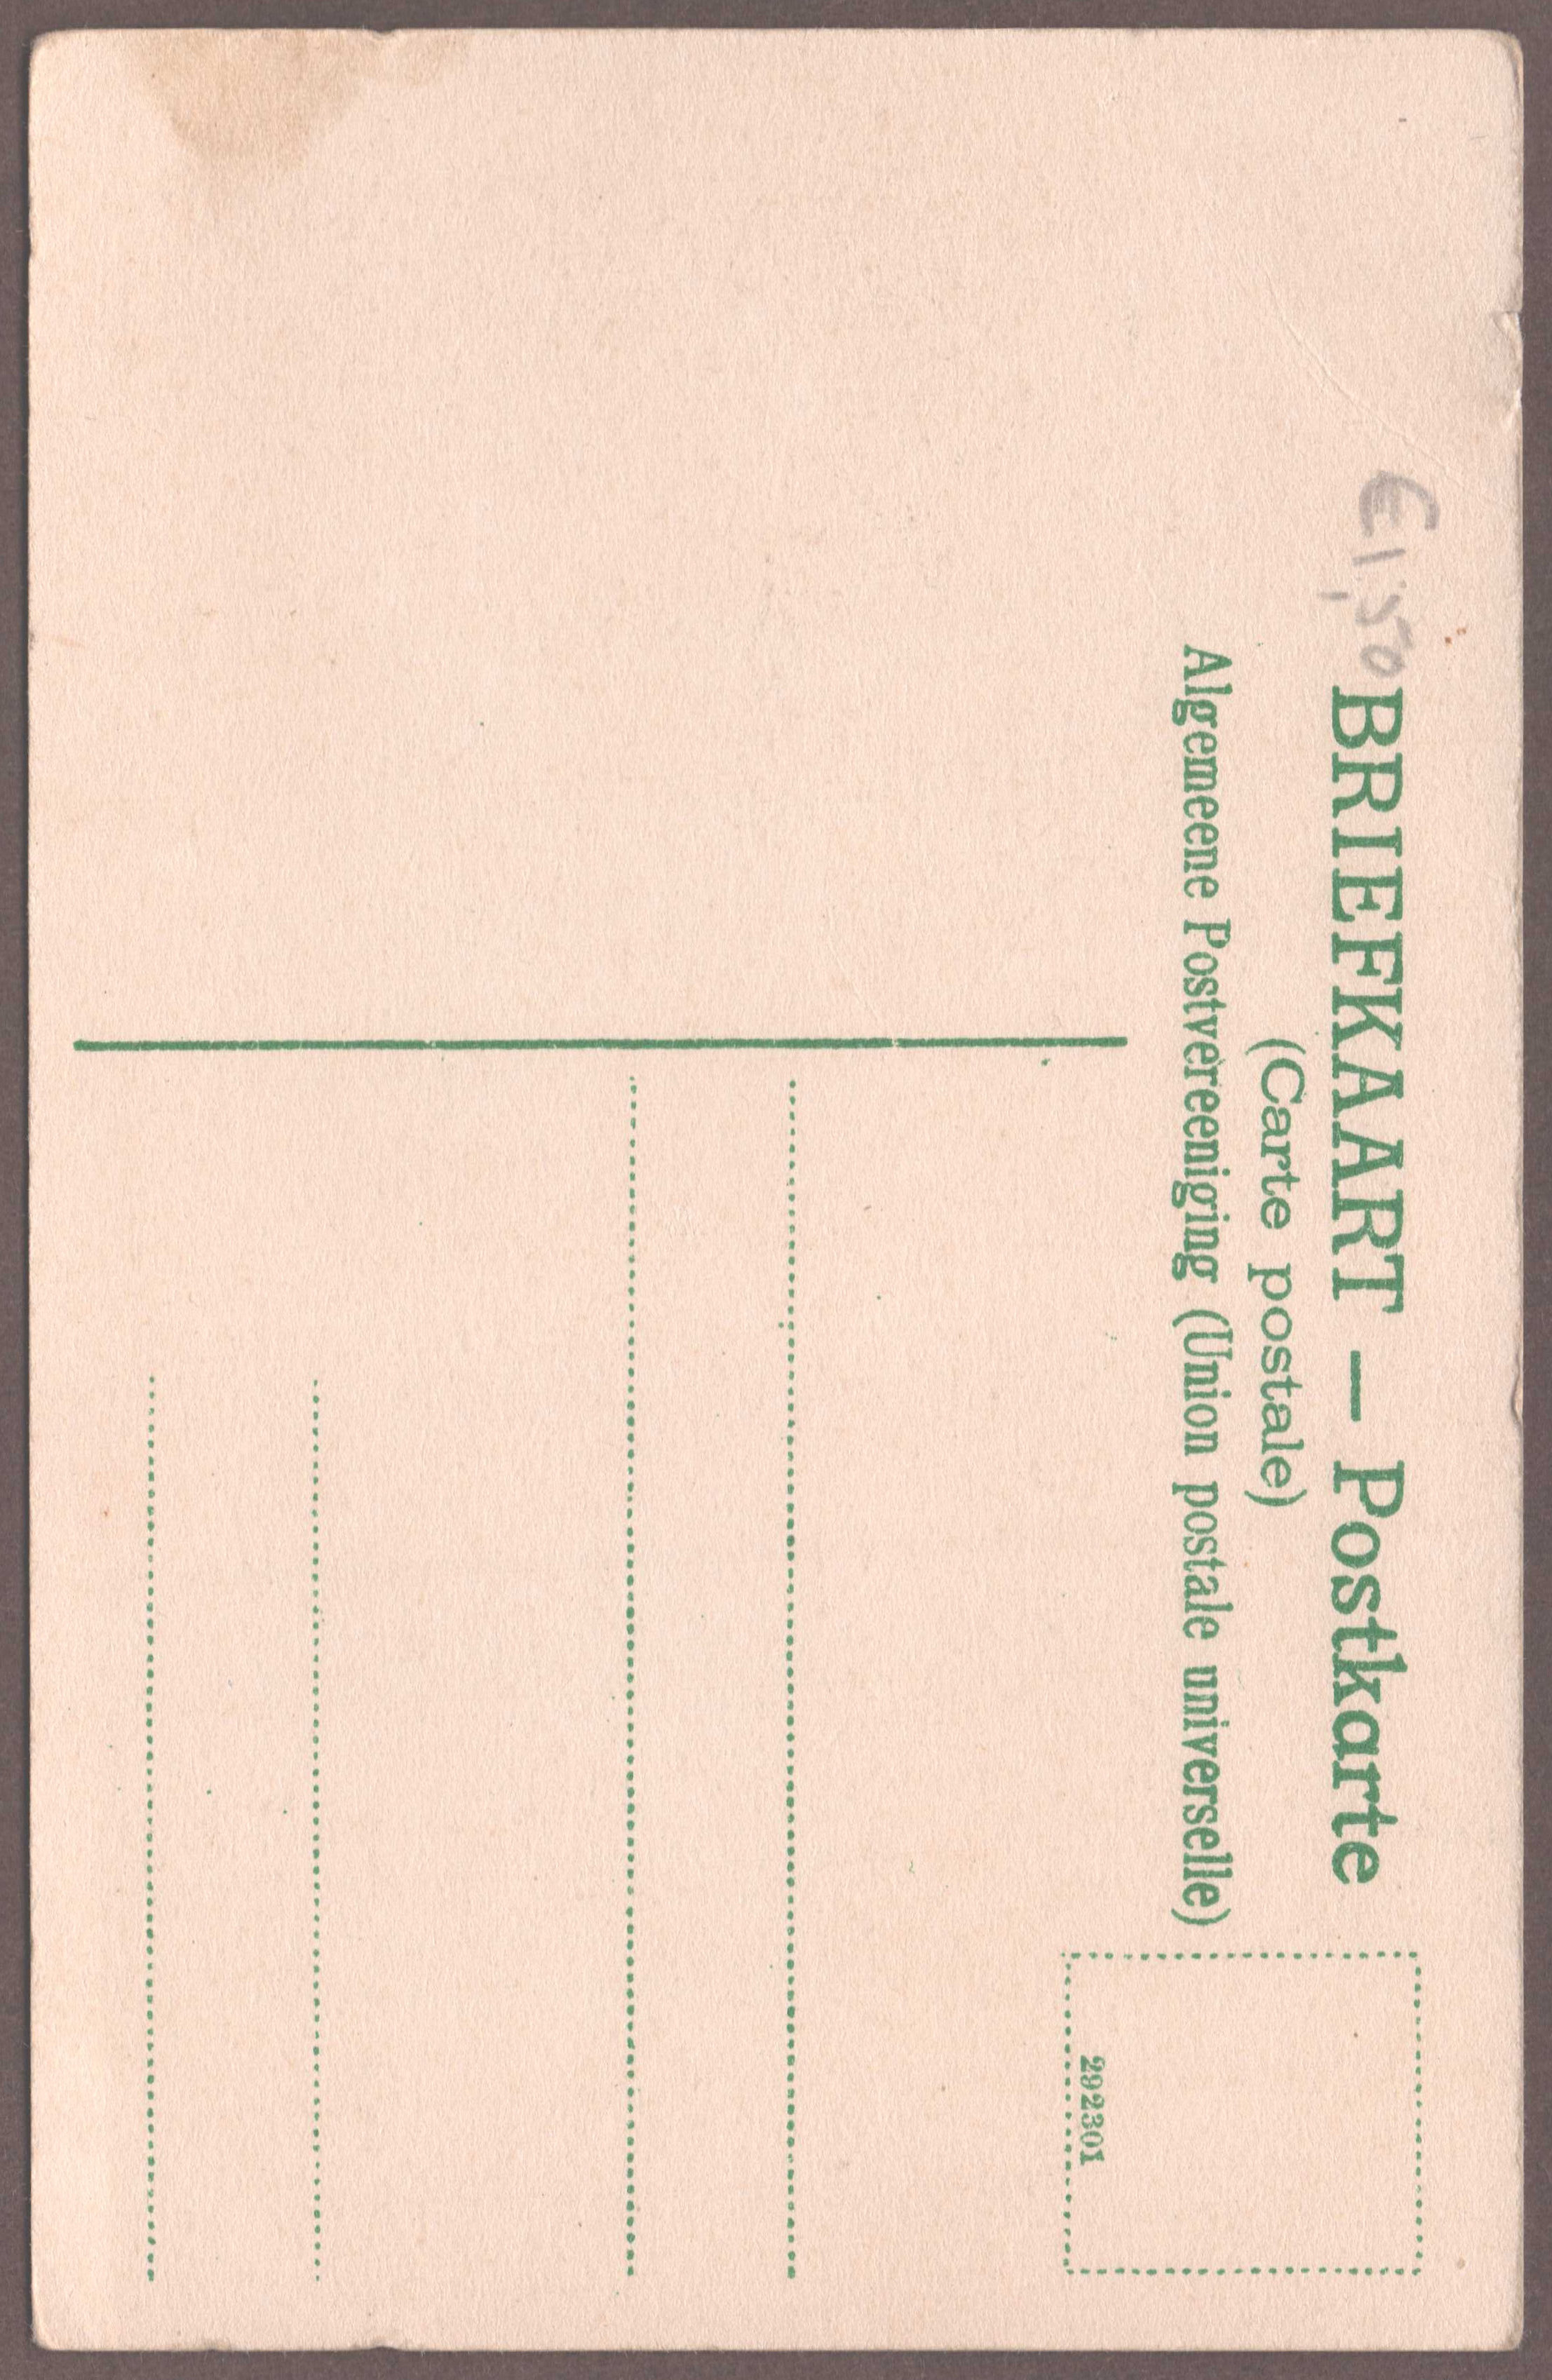 €1,50
BRIEFKAART — Postkarte
(Carte postale)
Algemeene Postvereeniging (Union postale universelle)
292301